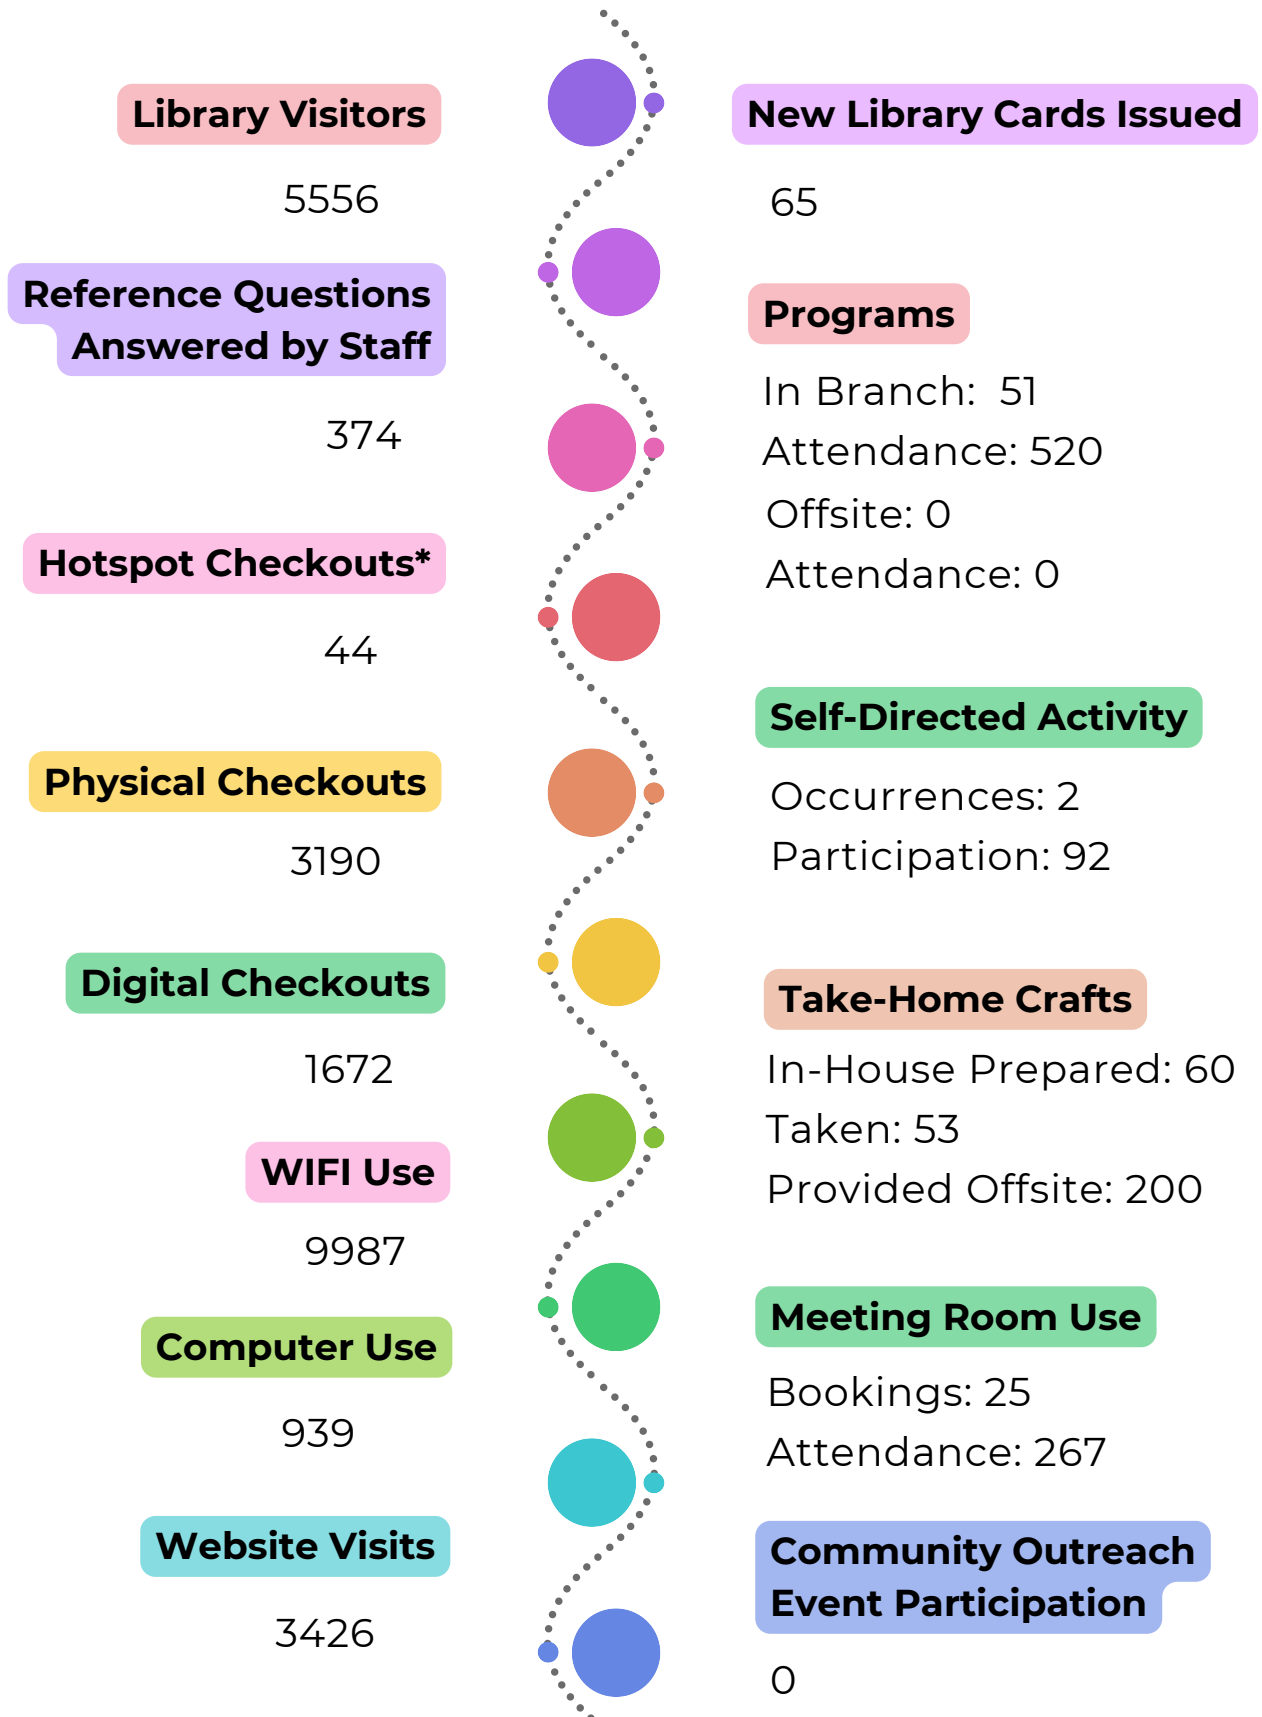 Library Visitors
5556
Reference Questions
Answered by Staff
374
Hotspot Checkouts*
44
Physical Checkouts
3190
Digital Checkouts
1672
WIFI Use
9987
Computer Use
939
Website Visits
3426
New Library Cards Issued
65
Programs
In Branch: 51
Attendance: 520
Offsite: 0
Attendance: 0
Self-Directed Activity
Occurrences: 2
Participation: 92
Take-Home Crafts
In-House Prepared: 60
Taken: 53
Provided Offsite: 200
Meeting Room Use
Bookings: 25
Attendance: 267
Community Outreach
Event Participation
0